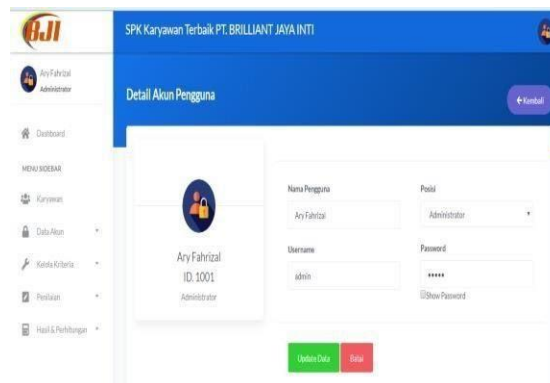 BJI
SPK Karyawan Terbaik PT. BRILLIANT JAYA INTI
Ary Fahrizal
Administrator
Detail Akun Pengguna
Kembali
Dashboard
MENU SIDEBAR
Karyawan
Data Akun
Kelola Kriteria
Penilaian
Hasil & Perhitungan
Ary Fahrizal
ID. 1001
Administrator
Nama Pengguna
Posisi
Ary Fahrizal
Administrator
Username
Password
admin
•••••
Show Password
Update Data
Batal